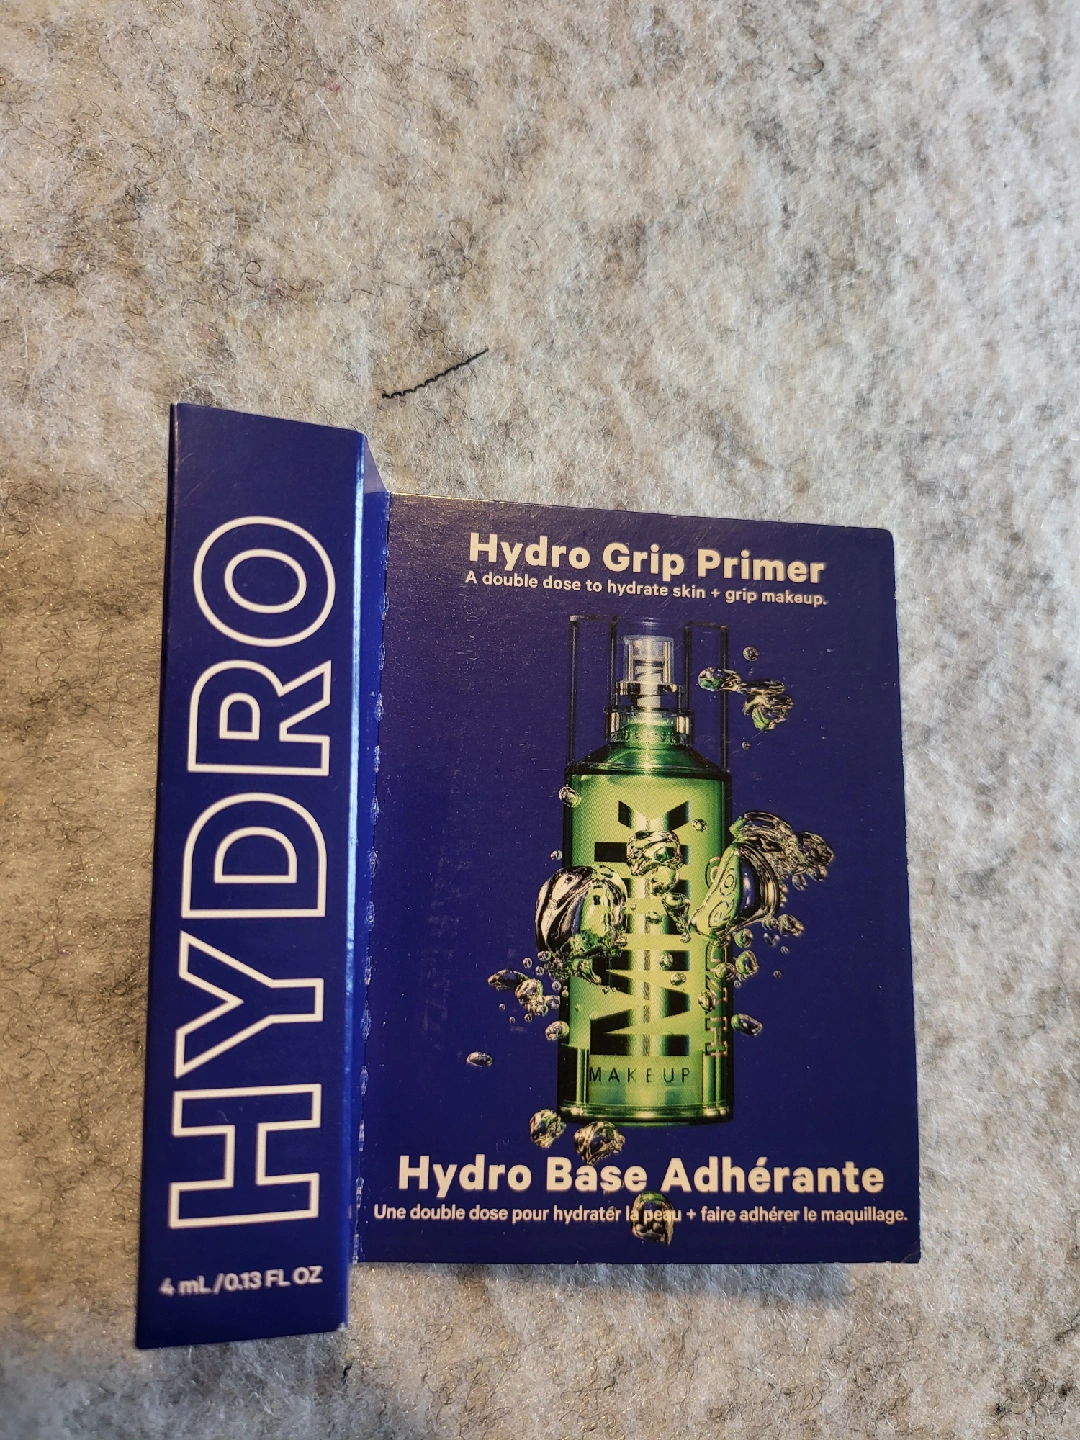 HYDRO
4 mL/0.13 FL OZ
Hydro Grip Primer
A double dose to hydrate skin + grip makeup.
MILK
MAKEUP
HYDRO
Hydro Base Adhérante
Une double dose pour hydrater la peau + faire adhérer le maquillage.